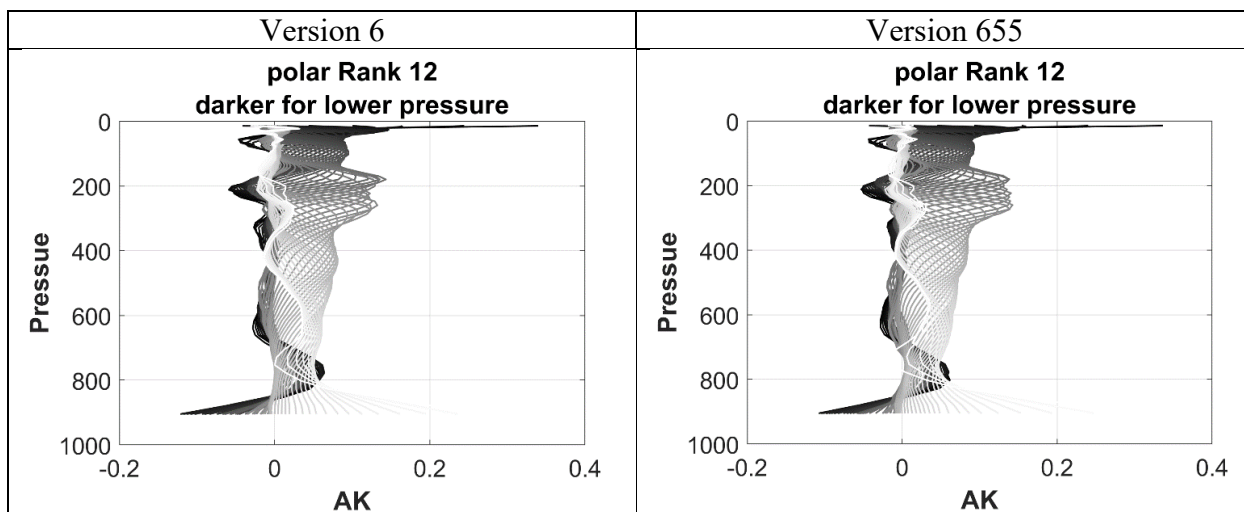 Version 6
Version 655
polar Rank 12
darker for lower pressure
0
200
400
600
800
1000
-0.2
0
0.2
0.4
Pressue
AK
polar Rank 12
darker for lower pressure
0
200
400
600
800
1000
-0.2
0
0.2
0.4
Pressue
AK